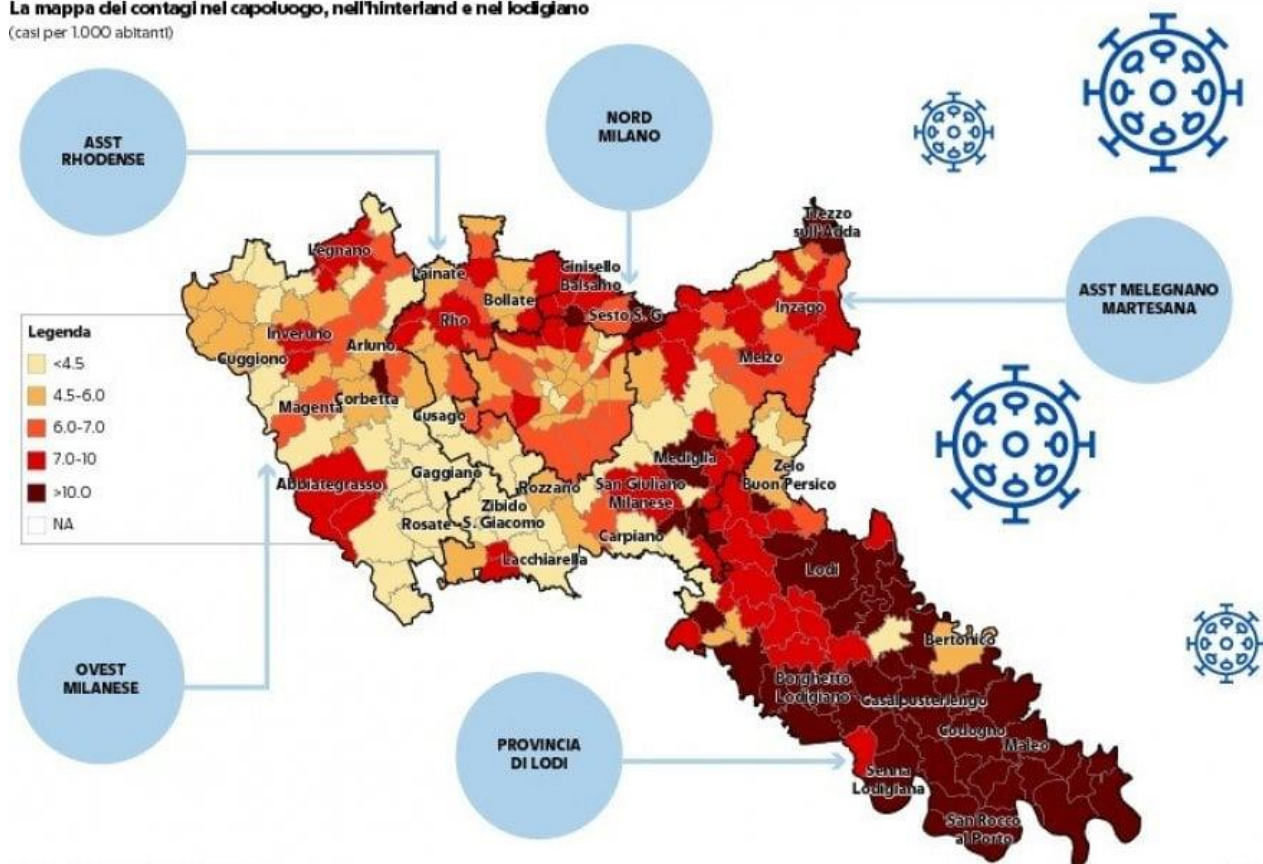 La mappa dei contagi nel capoluogo, nell'hinterland e nel lodigiano
(casi per 1.000 abitanti)
ASST
RHODENSE
NORD
MILANO
ASST MELEGNANO
MARTESANA
OVEST
MILANESE
PROVINCIA
DI LODI
Legenda
<4.5
4.5-6.0
6.0-7.0
7.0-10
>10.0
NA
Trezzo
sull'Adda
Legnano
Lainate
Cinisello
Balsamo
Bollate
Rho
Sesto S. G
Inzago
Inveruno
Arluno
Cuggiono
Melzo
Magenta
Corbetta
Cusago
Mediglia
Zelo
Buon Persico
Abbiategrasso
Gaggiano
Rozzano
San Giuliano
Milanese
Zibido
S. Giacomo
Rosate
Carpiano
Lacchiarella
Lodi
Bertonico
Borghetto
Lodigiano
Casalpusterlengo
Codogno
Maleo
Senna
Lodigiana
San Rocco
al Porto